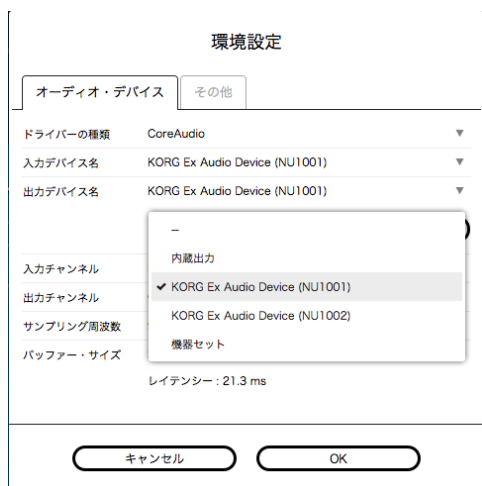 環境設定
オーディオ・デバイス その他
ドライバーの種類 CoreAudio
入力デバイス名 KORG Ex Audio Device (NU1001)
出力デバイス名 KORG Ex Audio Device (NU1001)
--
内蔵出力
入力チャンネル
✔ KORG Ex Audio Device (NU1001)
出力チャンネル
KORG Ex Audio Device (NU1002)
サンプリング周波数
機器セット
バッファー・サイズ
レイテンシー : 21.3 ms
キャンセル OK